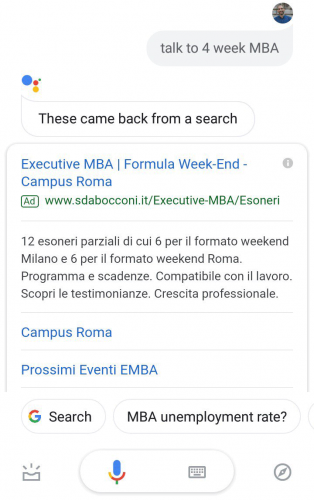 talk to 4 week MBA
These came back from a search
Executive MBA | Formula Week-End -
Campus Roma
Ad www.sdabocconi.it/Executive-MBA/Esoneri
12 esoneri parziali di cui 6 per il formato weekend
Milano e 6 per il formato weekend Roma.
Programma e scadenze. Compatibile con il lavoro.
Scopri le testimonianze. Crescita professionale.
Campus Roma
Prossimi Eventi EMBA
Search
MBA unemployment rate?